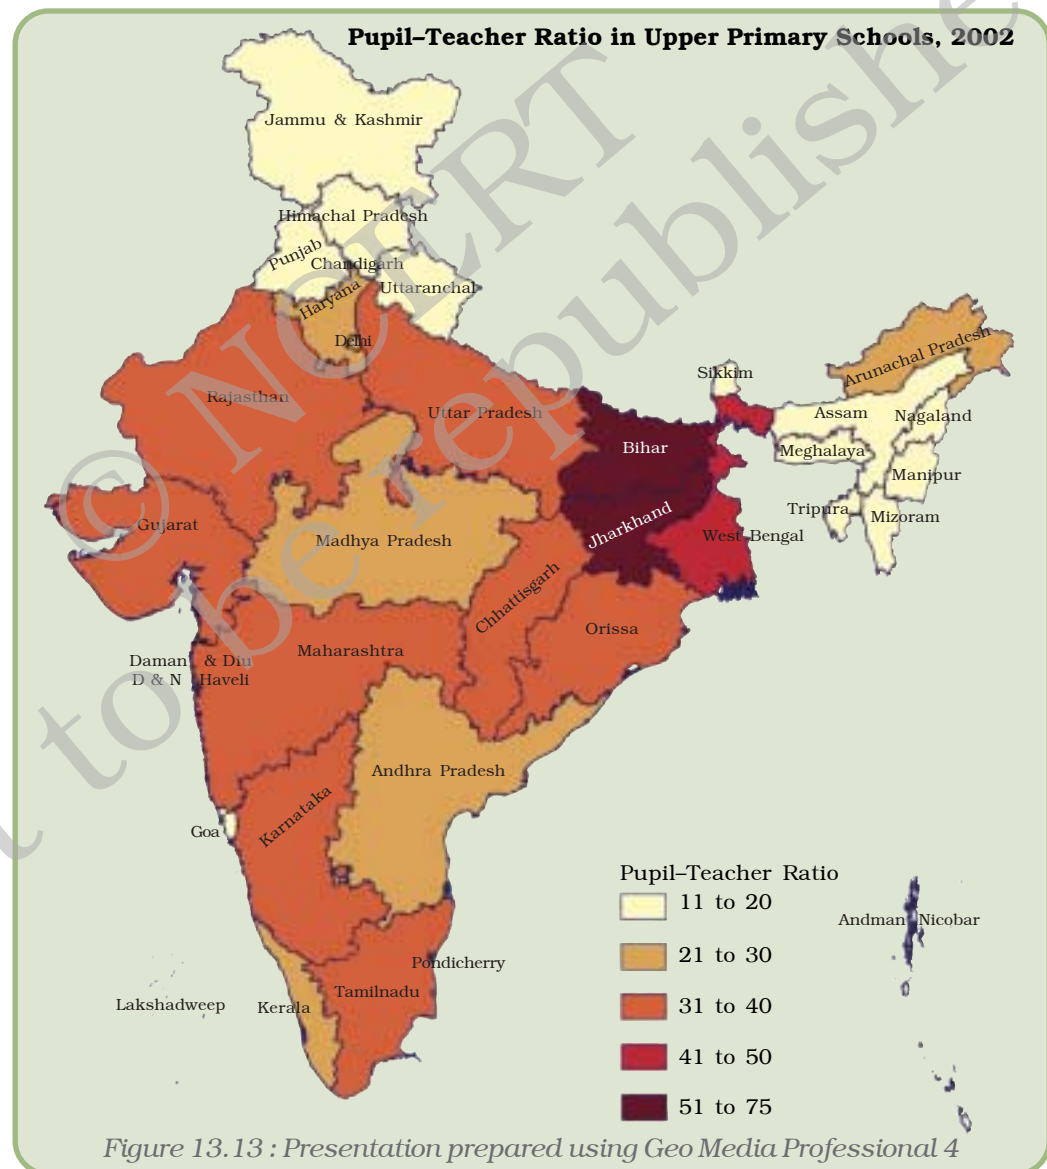 Pupil–Teacher Ratio in Upper Primary Schools, 2002
Jammu & Kashmir
Himachal Pradesh
Punjab
Chandigarh
Uttaranchal
Haryana
Delhi
Rajasthan
Uttar Pradesh
Sikkim
Arunachal Pradesh
Assam
Nagaland
Bihar
Meghalaya
Manipur
Tripura
Mizoram
Gujarat
Madhya Pradesh
Jharkhand
West Bengal
Chhattisgarh
Orissa
Maharashtra
Daman & Diu
D & N Haveli
Andhra Pradesh
Karnataka
Goa
Pondicherry
Tamilnadu
Kerala
Lakshadweep
Andman Nicobar
Pupil–Teacher Ratio
11 to 20
21 to 30
31 to 40
41 to 50
51 to 75
Figure 13.13 : Presentation prepared using Geo Media Professional 4
© NCERT
to be republishe